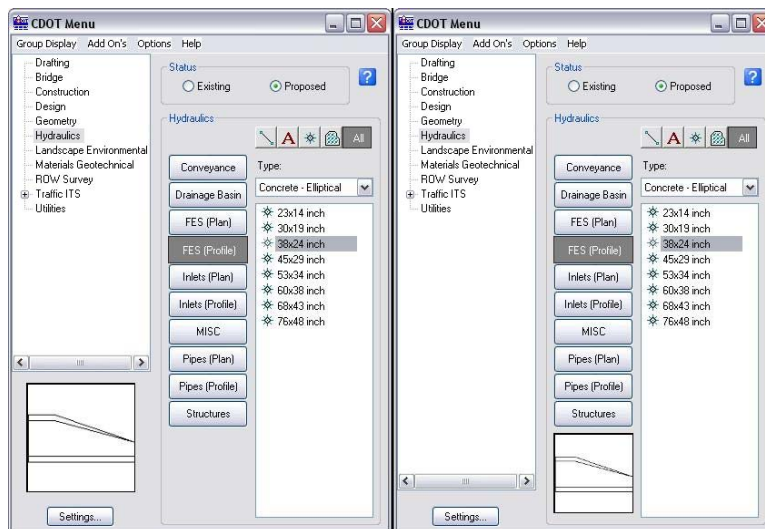 CDOT Menu
Group Display Add On's Options Help
Drafting
Bridge
Construction
Design
Geometry
Hydraulics
Landscape Environmental
Materials Geotechnical
ROW Survey
Traffic ITS
Utilities
Status
Existing
Proposed
?
Hydraulics
A
All
Conveyance
Drainage Basin
FES (Plan)
FES (Profile)
Inlets (Plan)
Inlets (Profile)
MISC
Pipes (Plan)
Pipes (Profile)
Structures
Type:
Concrete - Elliptical
23x14 inch
30x19 inch
38x24 inch
45x29 inch
53x34 inch
60x38 inch
68x43 inch
76x48 inch
Settings...
CDOT Menu
Group Display Add On's Options Help
Drafting
Bridge
Construction
Design
Geometry
Hydraulics
Landscape Environmental
Materials Geotechnical
ROW Survey
Traffic ITS
Utilities
Status
Existing
Proposed
?
Hydraulics
A
All
Conveyance
Drainage Basin
FES (Plan)
FES (Profile)
Inlets (Plan)
Inlets (Profile)
MISC
Pipes (Plan)
Pipes (Profile)
Structures
Type:
Concrete - Elliptical
23x14 inch
30x19 inch
38x24 inch
45x29 inch
53x34 inch
60x38 inch
68x43 inch
76x48 inch
Settings...